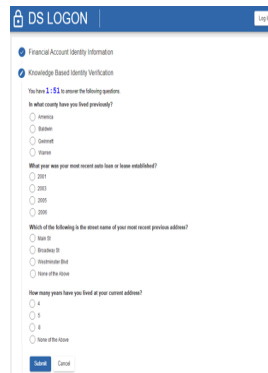 DS LOGON
Log I
Financial Account Identity Information
Knowledge Based Identity Verification
You have 1:51 to answer the following questions.
In what county have you lived previously?
America
Baldwin
Gwinnett
Warren
What year was your most recent auto loan or lease established?
2001
2003
2005
2006
Which of the following is the street name of your most recent previous address?
Main St
Broadway St
Westminster Blvd
None of the Above
How many years have you lived at your current address?
4
5
8
None of the Above
Submit Cancel